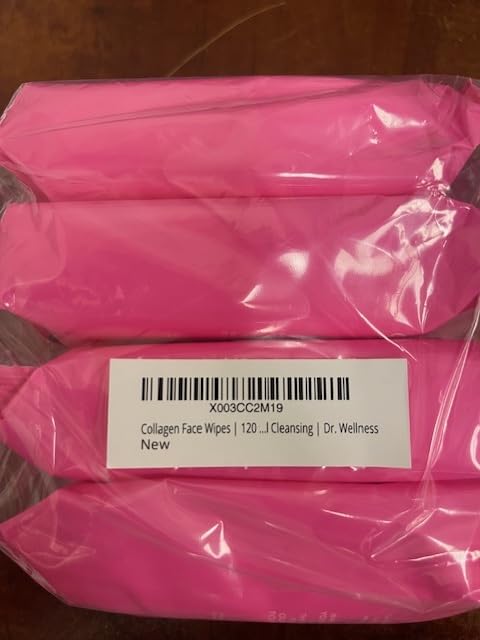 X003CC2M19
Collagen Face Wipes | 120 ...l Cleansing | Dr. Wellness
New